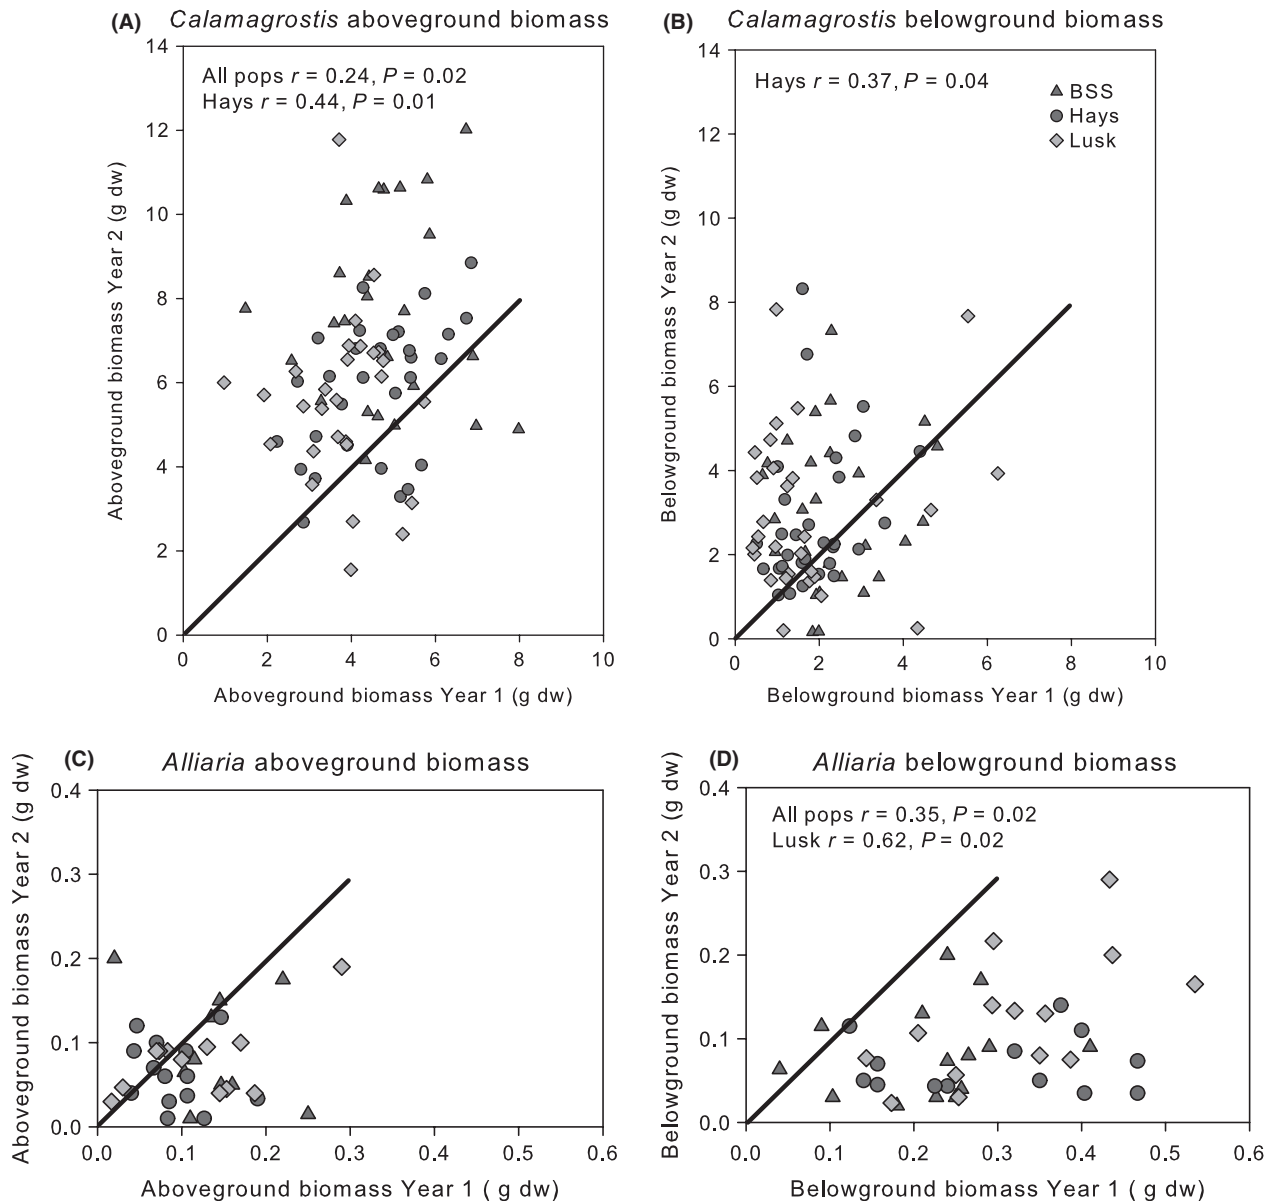 (A) Calamagrostis aboveground biomass
All pops r = 0.24, P = 0.02
Hays r = 0.44, P = 0.01
Aboveground biomass Year 2 (g dw)
14
12
10
8
6
4
2
0
0 2 4 6 8 10
Aboveground biomass Year 1 (g dw)
(B) Calamagrostis belowground biomass
Hays r = 0.37, P = 0.04
BSS
Hays
Lusk
Belowground biomass Year 2 (g dw)
14
12
10
8
6
4
2
0
0 2 4 6 8 10
Belowground biomass Year 1 (g dw)
(C) Alliaria aboveground biomass
Aboveground biomass Year 2 (g dw)
0.4
0.3
0.2
0.1
0.0
0.0 0.1 0.2 0.3 0.4 0.5 0.6
Aboveground biomass Year 1 ( g dw)
(D) Alliaria belowground biomass
All pops r = 0.35, P = 0.02
Lusk r = 0.62, P = 0.02
Belowground biomass Year 2 (g dw)
0.4
0.3
0.2
0.1
0.0
0.0 0.1 0.2 0.3 0.4 0.5 0.6
Belowground biomass Year 1 ( g dw)